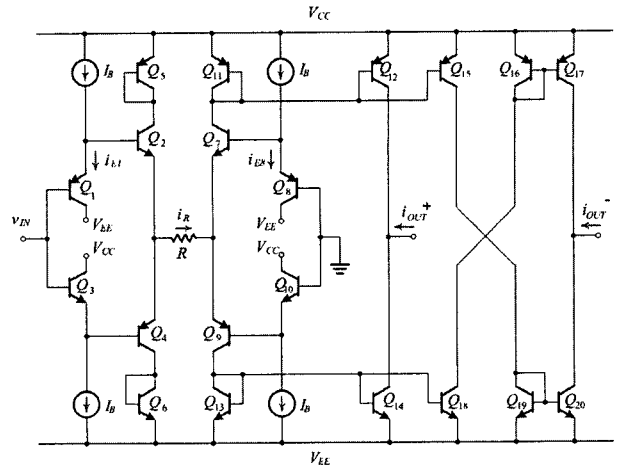 V_CC
I_B Q_5 Q_11 I_B Q_12 Q_15 Q_16 Q_17
Q_2 Q_7
i_E1 i_E8
Q_1 Q_8
v_IN V_EE i_R V_EE i_OUT^+ i_OUT^-
V_CC R V_CC
Q_3 Q_10
Q_4 Q_9
I_B Q_6 Q_13 I_B Q_14 Q_18 Q_19 Q_20
V_EE